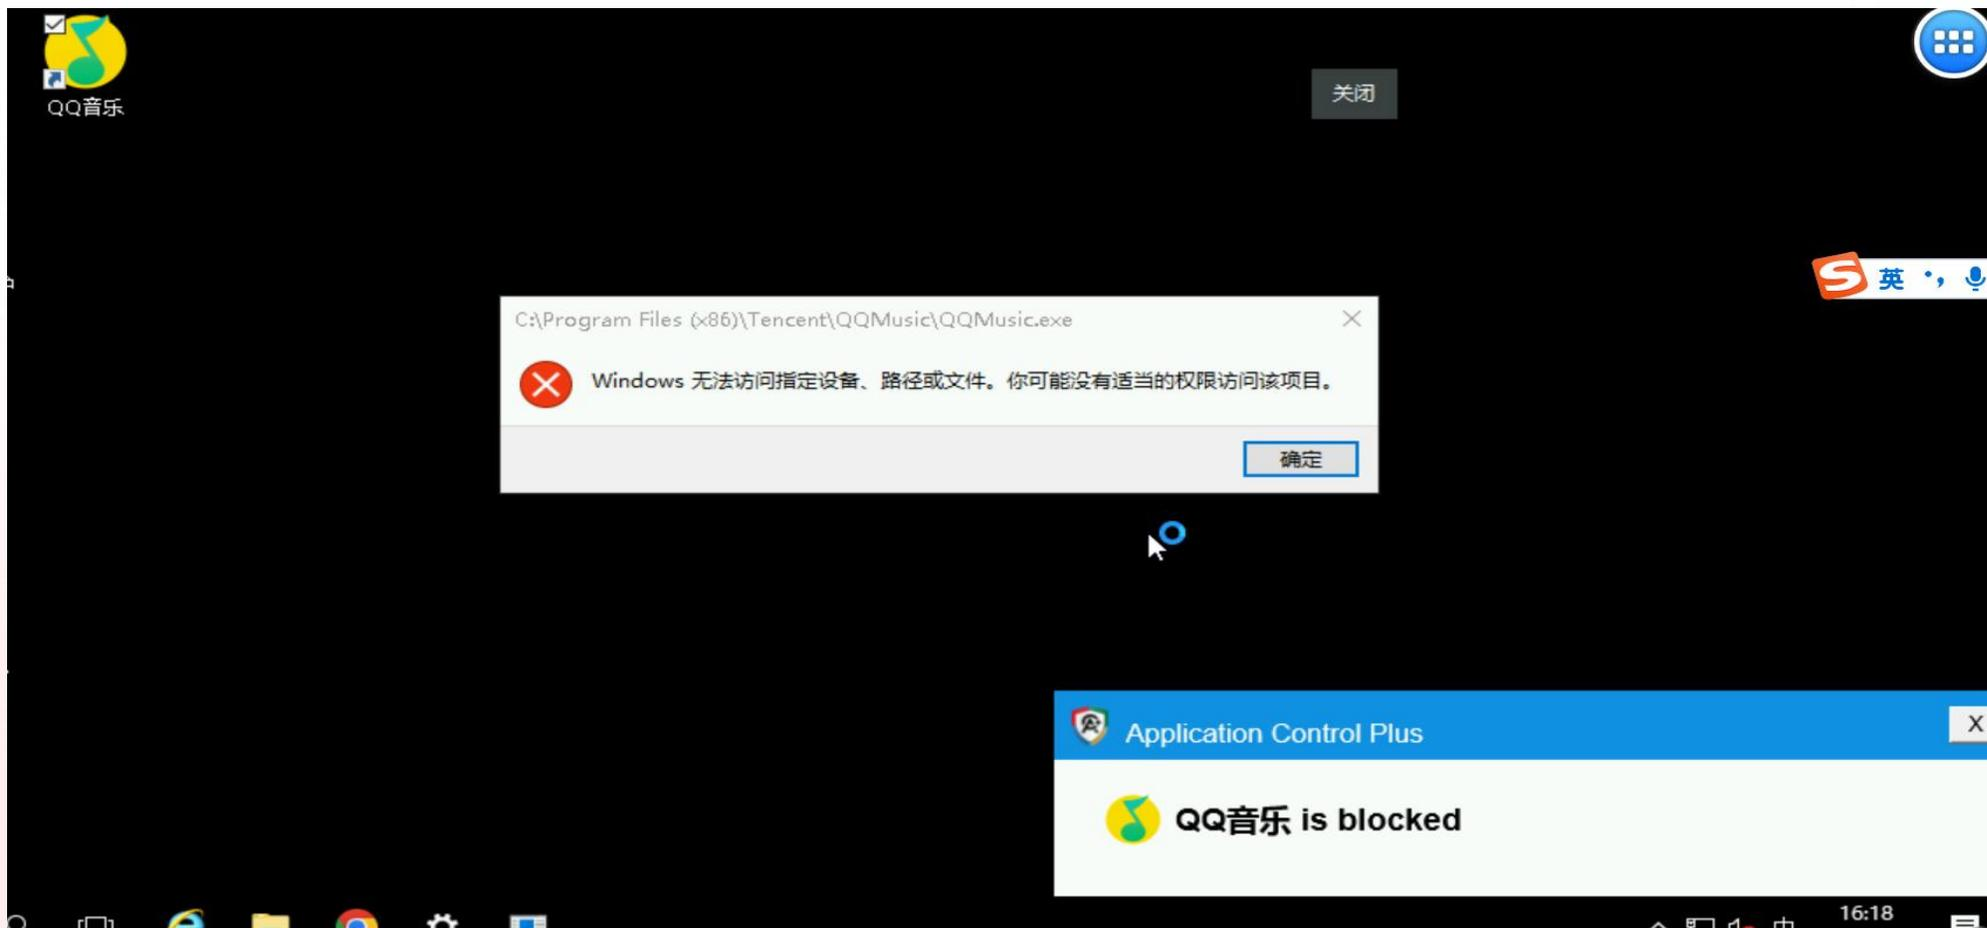 QQ音乐
关闭
英
C:\Program Files (x86)\Tencent\QQMusic\QQMusic.exe
Windows 无法访问指定设备、路径或文件。你可能没有适当的权限访问该项目。
确定
Application Control Plus
X
QQ音乐 is blocked
16:18